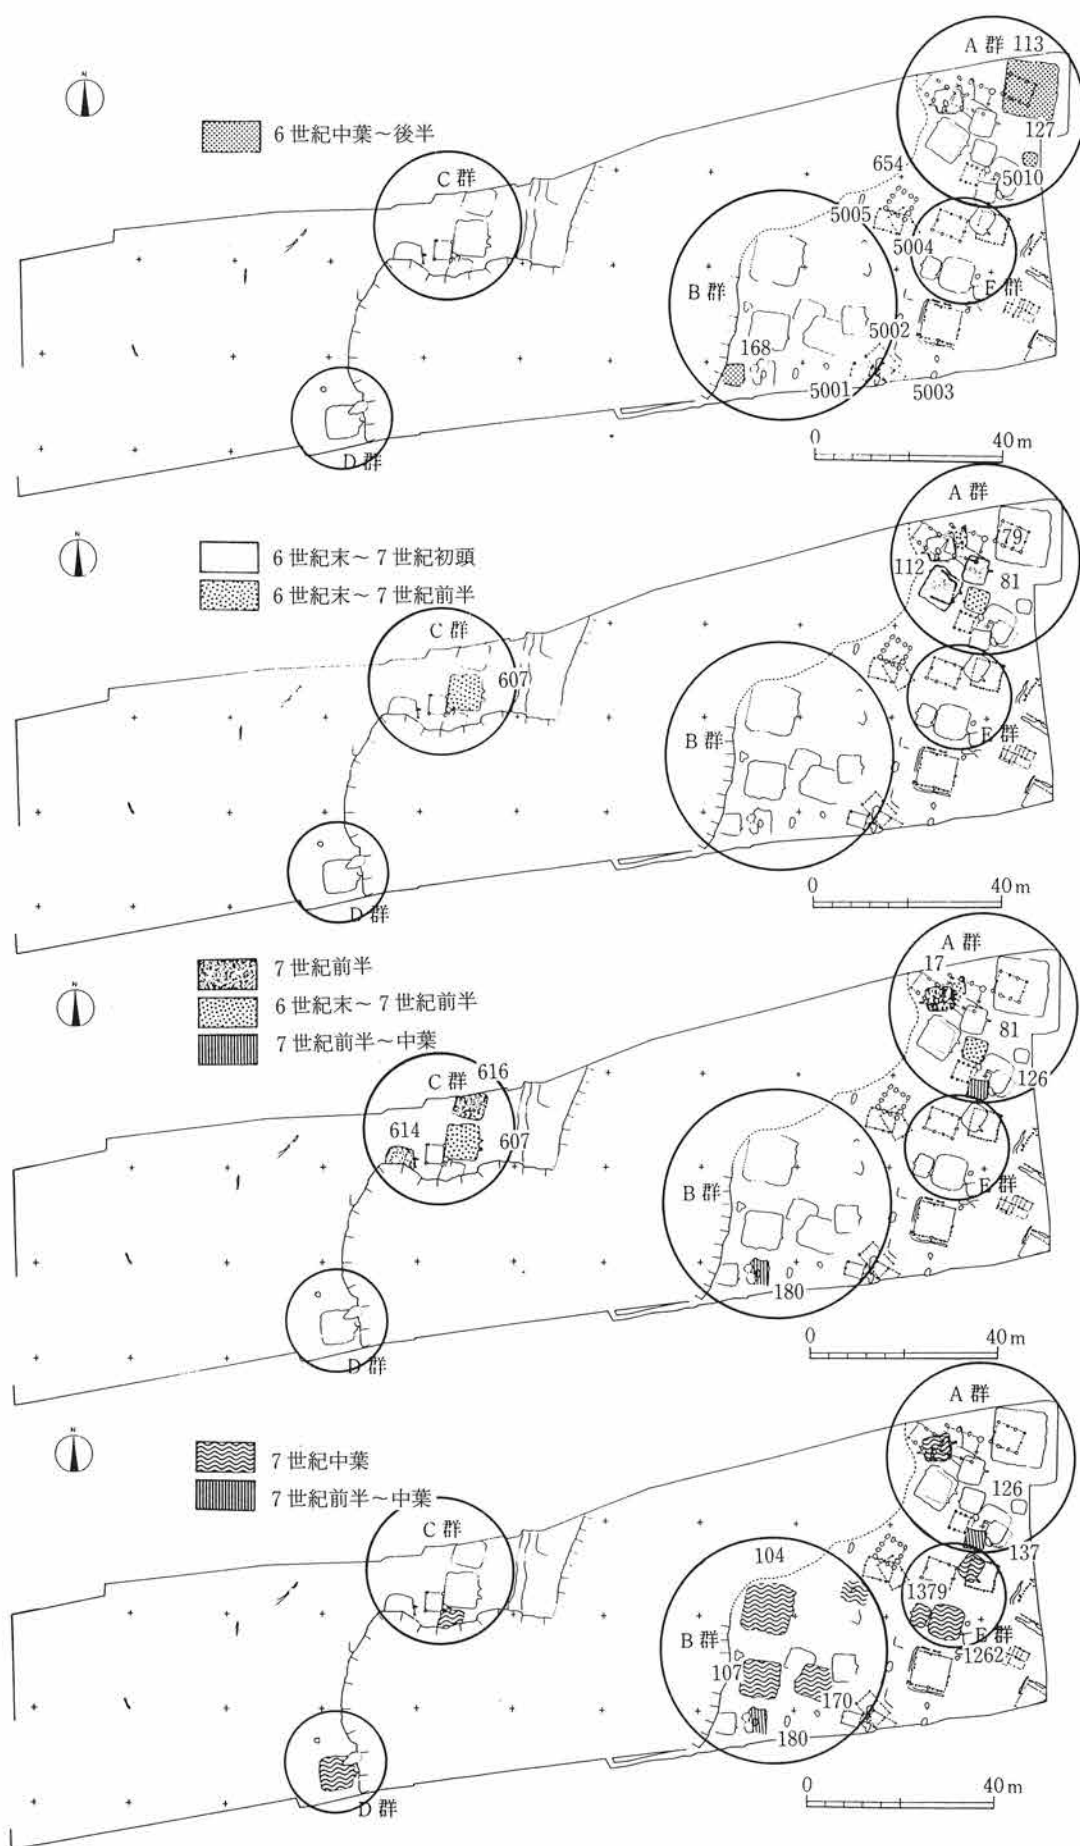 A群 113
N
6世紀中葉～後半
127
C群
654
5010
5005
5004
E群
B群
5002
168
5001
5003
D群
0 40m
A群
N
79
6世紀末～7世紀初頭
112
81
6世紀末～7世紀前半
C群
607
E群
B群
D群
0 40m
A群
17
7世紀前半
N
6世紀末～7世紀前半
81
7世紀前半～中葉
126
C群 616
614
607
E群
B群
180
D群
0 40m
A群
N
7世紀中葉
126
7世紀前半～中葉
C群
137
104
1379
E群
B群
1262
107
170
180
D群
0 40m